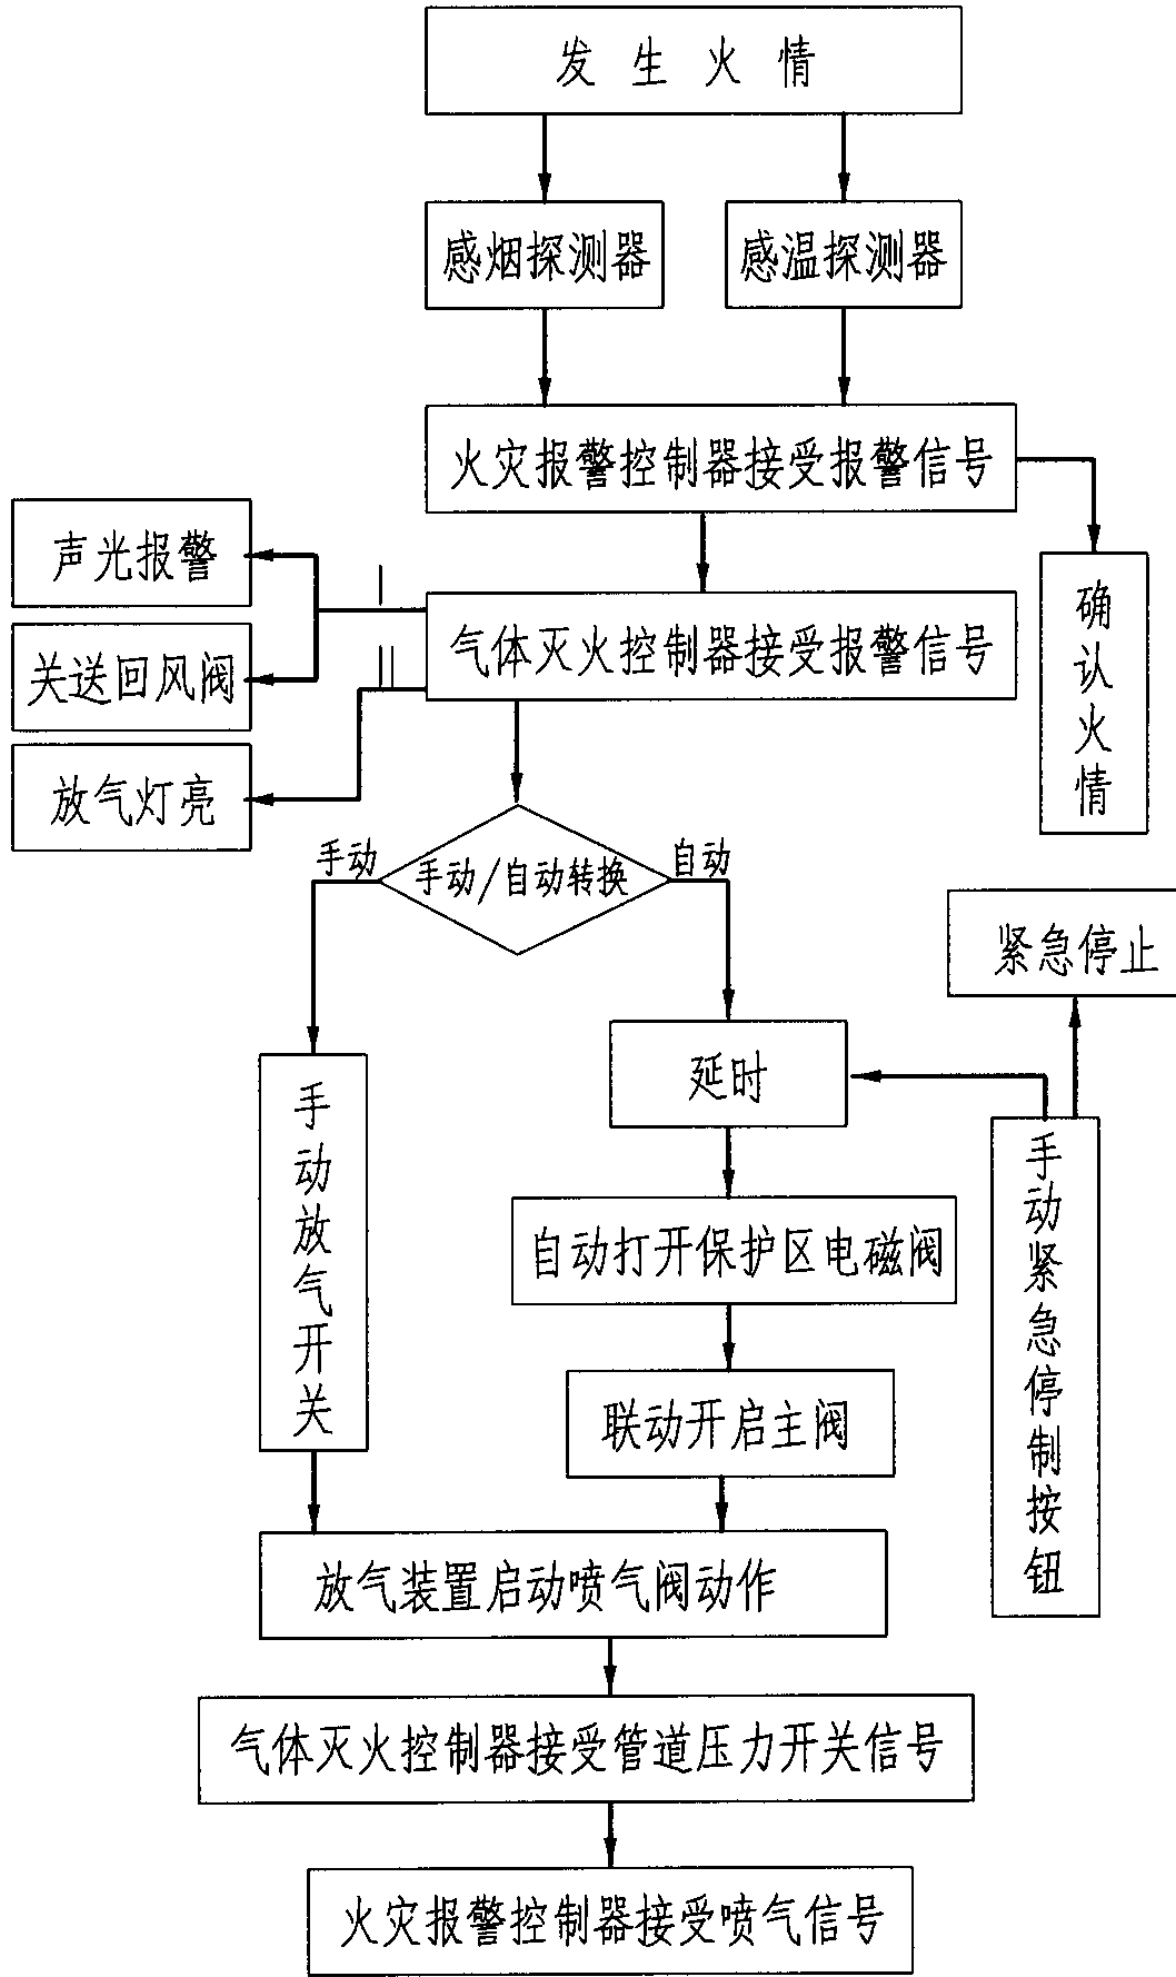 发生火情
感烟探测器
感温探测器
火灾报警控制器接受报警信号
声光报警
确认火情
I
气体灭火控制器接受报警信号
关送回风阀
II
放气灯亮
手动
手动/自动转换
自动
紧急停止
延时
手动放气开关
手动紧急停制按钮
自动打开保护区电磁阀
联动开启主阀
放气装置启动喷气阀动作
气体灭火控制器接受管道压力开关信号
火灾报警控制器接受喷气信号